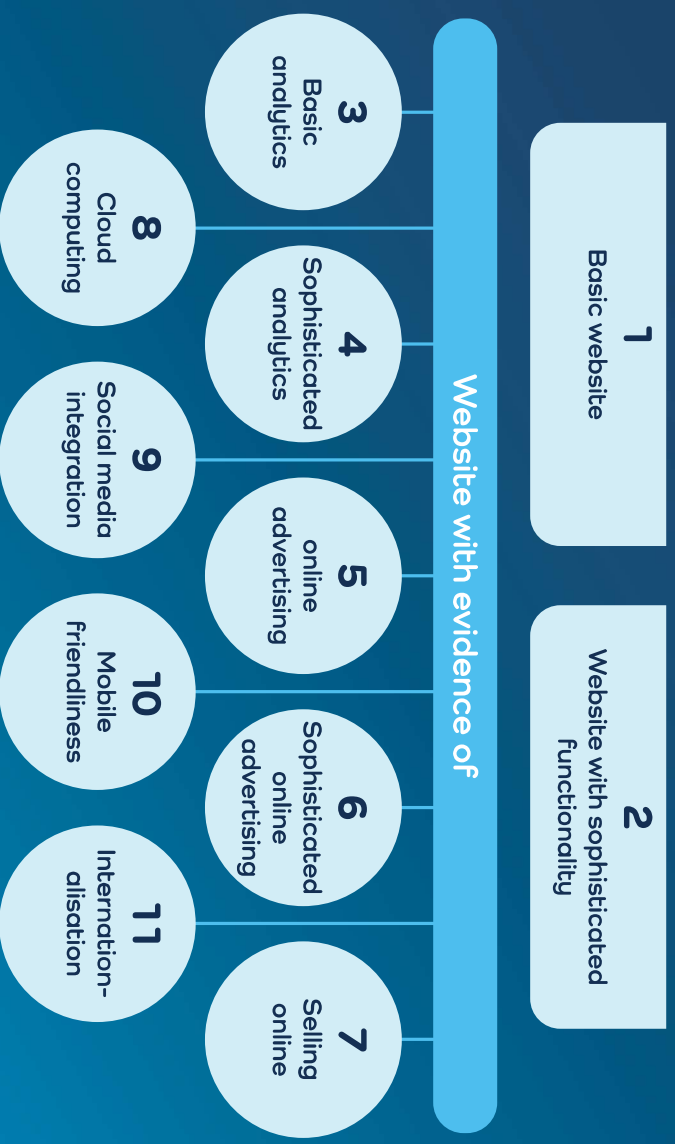 1
Basic website
2
Website with sophisticated
functionality
Website with evidence of
3
Basic
analytics
4
Sophisticated
analytics
5
online
advertising
6
Sophisticated
online
advertising
7
Selling
online
8
Cloud
computing
9
Social media
integration
10
Mobile
friendliness
11
Internation-
alisation